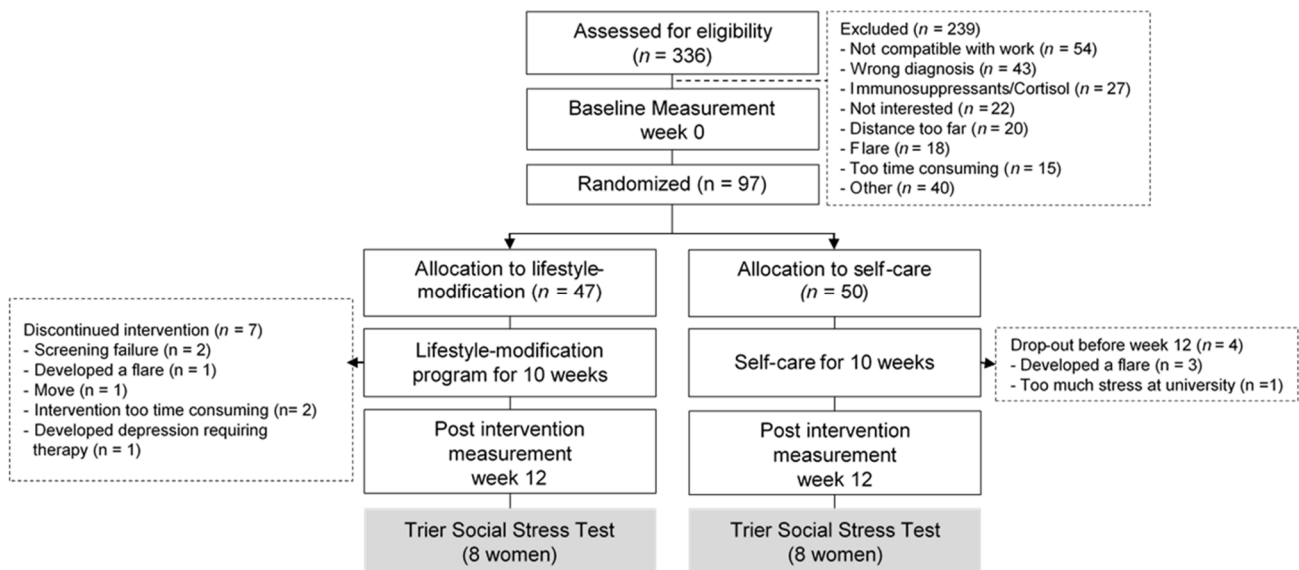 Assessed for eligibility
(n = 336)
Excluded (n = 239)
- Not compatible with work (n = 54)
- Wrong diagnosis (n = 43)
- Immunosuppressants/Cortisol (n = 27)
- Not interested (n = 22)
- Distance too far (n = 20)
- Flare (n = 18)
- Too time consuming (n = 15)
- Other (n = 40)
Baseline Measurement
week 0
Randomized (n = 97)
Allocation to lifestyle-
modification (n = 47)
Allocation to self-care
(n = 50)
Discontinued intervention (n = 7)
- Screening failure (n = 2)
- Developed a flare (n = 1)
- Move (n = 1)
- Intervention too time consuming (n= 2)
- Developed depression requiring
therapy (n = 1)
Lifestyle-modification
program for 10 weeks
Self-care for 10 weeks
Drop-out before week 12 (n = 4)
- Developed a flare (n = 3)
- Too much stress at university (n =1)
Post intervention
measurement
week 12
Post intervention
measurement
week 12
Trier Social Stress Test
(8 women)
Trier Social Stress Test
(8 women)